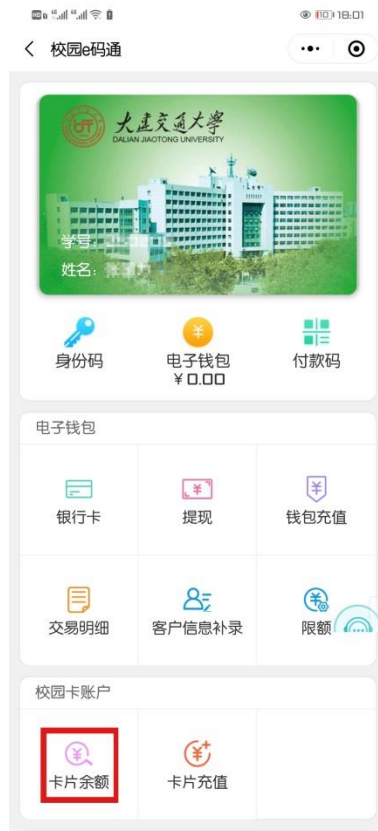 18:01
校园e码通
大连交通大学
DALIAN JIAOTONG UNIVERSITY
学号:
姓名:
身份码
电子钱包
¥0.00
付款码
电子钱包
银行卡
提现
钱包充值
交易明细
客户信息补录
限额
校园卡账户
卡片余额
卡片充值